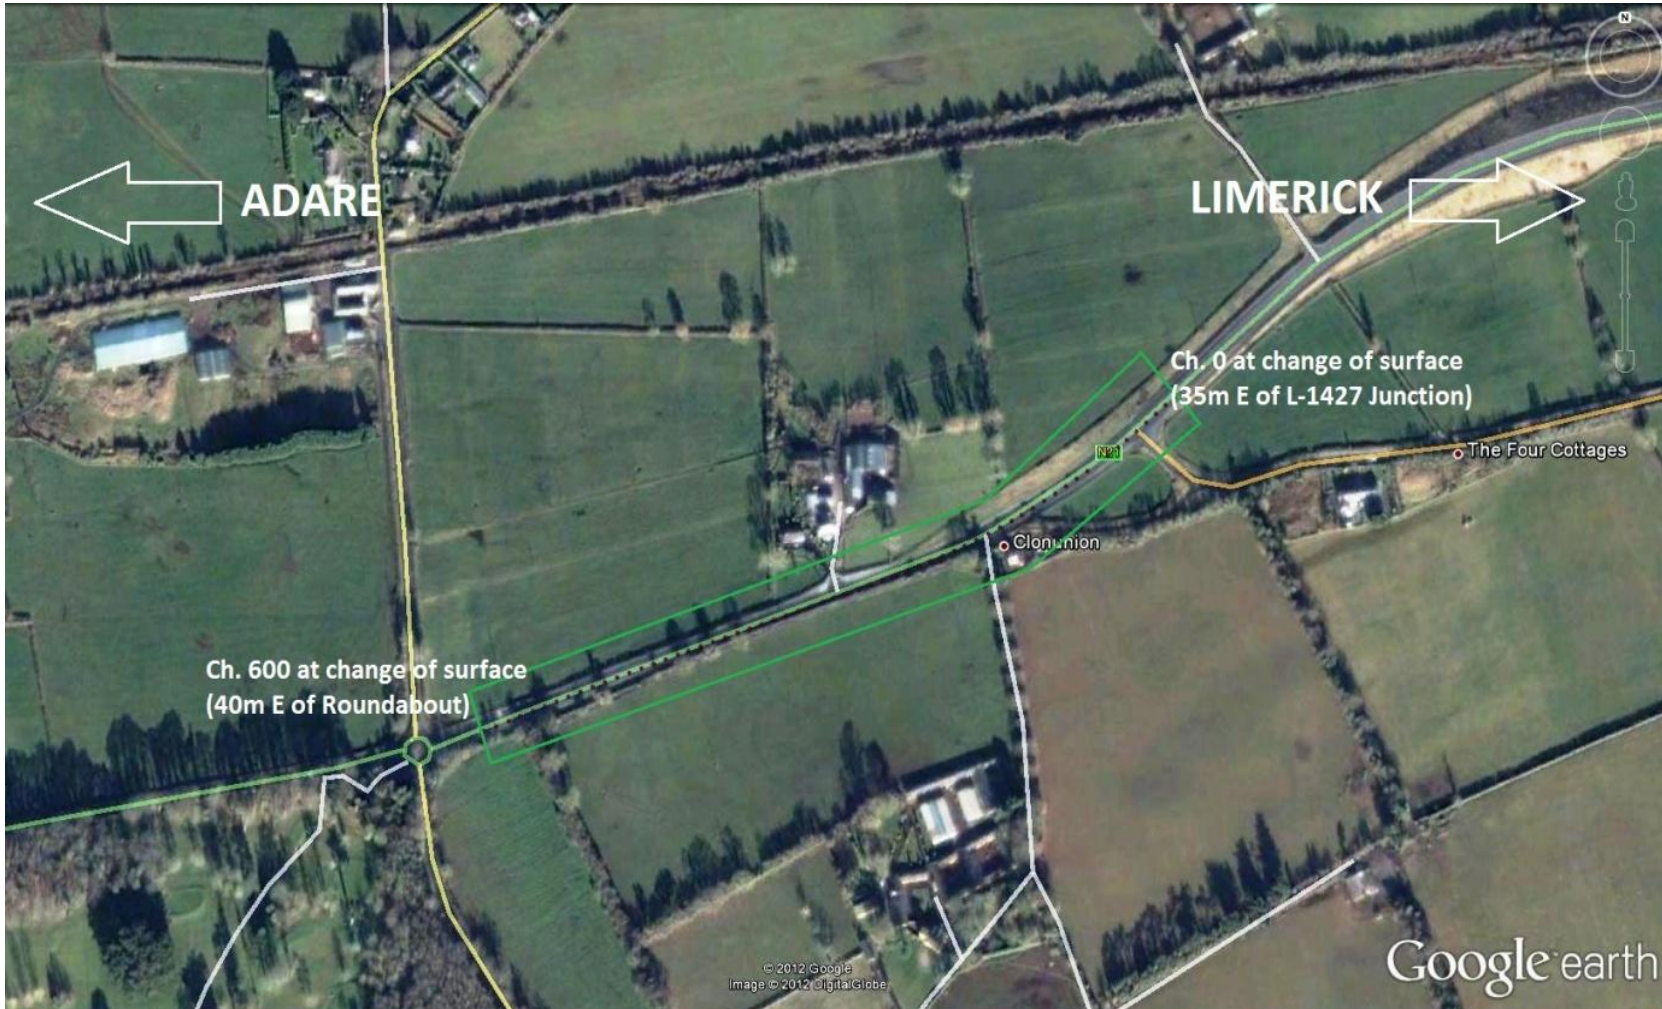 N
ADARE
LIMERICK
Ch. 0 at change of surface
(35m E of L-1427 Junction)
N21
The Four Cottages
Clonunion
Ch. 600 at change of surface
(40m E of Roundabout)
© 2012 Google
Image © 2012 DigitalGlobe
Google earth